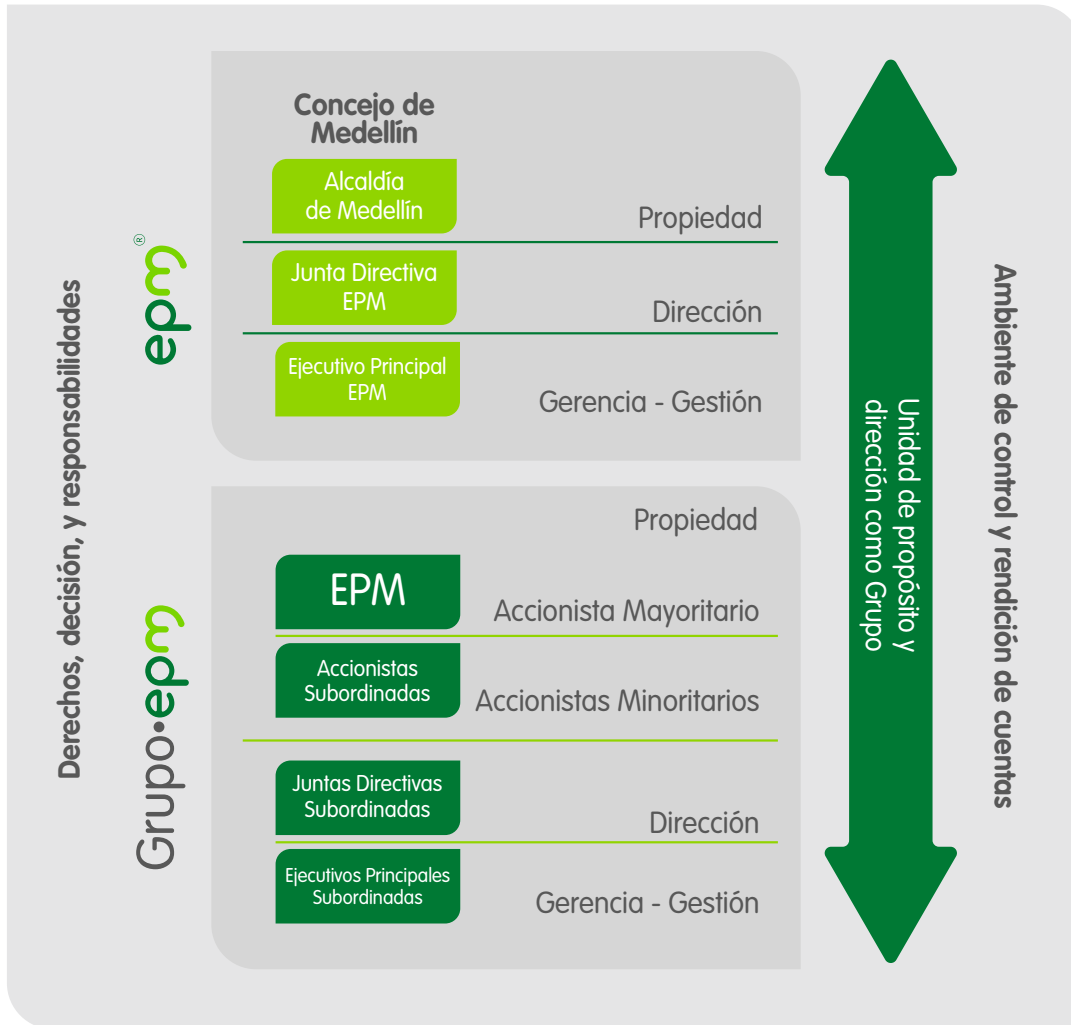 Derechos, decisión, y responsabilidades
epm®
Concejo de
Medellín
Alcaldía
de Medellín
Propiedad
Junta Directiva
EPM
Dirección
Ejecutivo Principal
EPM
Gerencia - Gestión
Grupo•epm
Propiedad
EPM
Accionista Mayoritario
Accionistas
Subordinadas
Accionistas Minoritarios
Juntas Directivas
Subordinadas
Dirección
Ejecutivos Principales
Subordinadas
Gerencia - Gestión
Unidad de propósito y
dirección como Grupo
Ambiente de control y rendición de cuentas